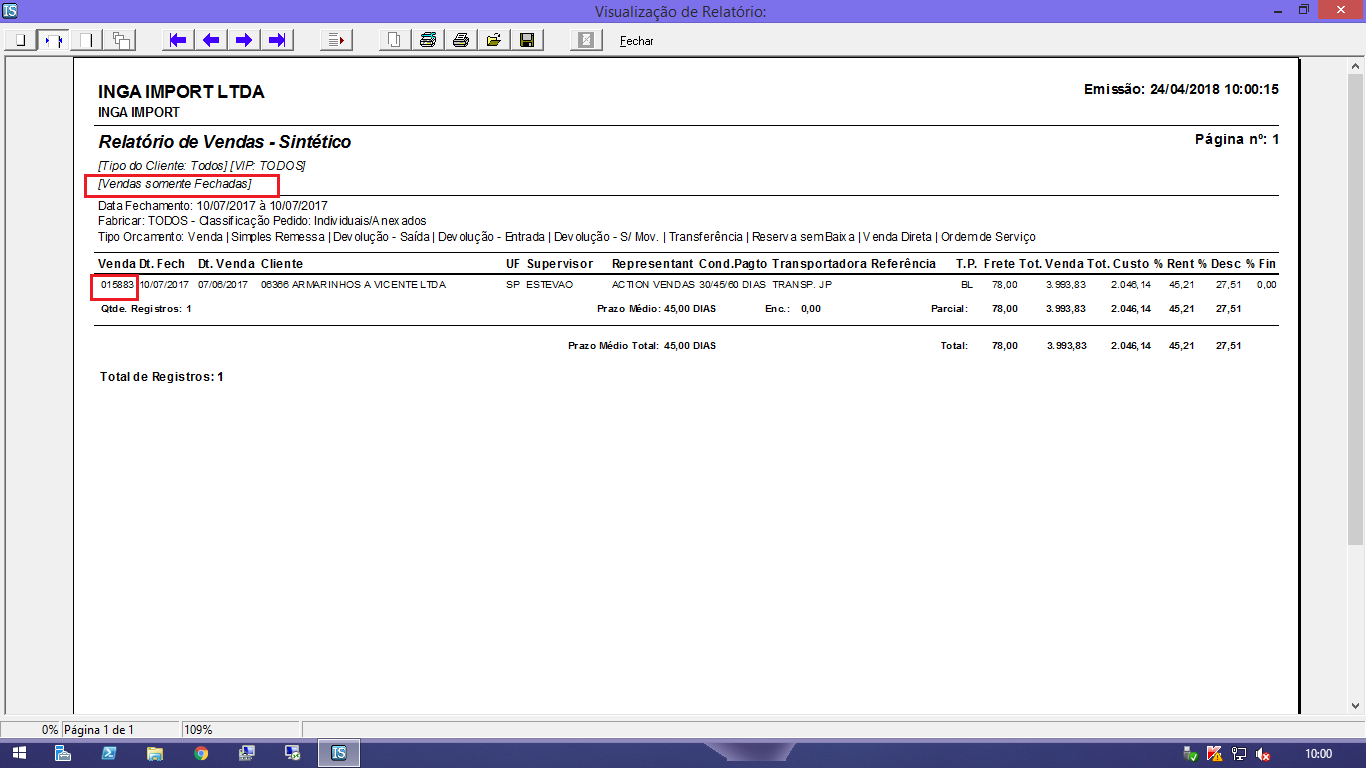 Visualização de Relatório:
Fechar
INGA IMPORT LTDA
Emissão: 24/04/2018 10:00:15
INGA IMPORT
Relatório de Vendas - Sintético
Página nº: 1
[Tipo do Cliente: Todos] [VIP: TODOS]
[Vendas somente Fechadas]
Data Fechamento: 10/07/2017 à 10/07/2017
Fabricar: TODOS - Classificação Pedido: Individuais/Anexados
Tipo Orcamento: Venda | Simples Remessa | Devolução - Saída | Devolução - Entrada | Devolução - S/ Mov. | Transferência | Reserva sem Baixa | Venda Direta | Ordem de Serviço
Venda Dt. Fech Dt. Venda Cliente UF Supervisor Representant Cond.Pagto Transportadora Referência T.P. Frete Tot. Venda Tot. Custo % Rent % Desc % Fin
015883 10/07/2017 07/06/2017 06366 ARMARINHOS A VICENTE LTDA SP ESTEVAO ACTION VENDAS 30/45/60 DIAS TRANSP. JP BL 78,00 3.993,83 2.046,14 45,21 27,51 0,00
Qtde. Registros: 1 Prazo Médio: 45,00 DIAS Enc.: 0,00 Parcial: 78,00 3.993,83 2.046,14 45,21 27,51
Prazo Médio Total: 45,00 DIAS Total: 78,00 3.993,83 2.046,14 45,21 27,51
Total de Registros: 1
0% Página 1 de 1 109%
10:00